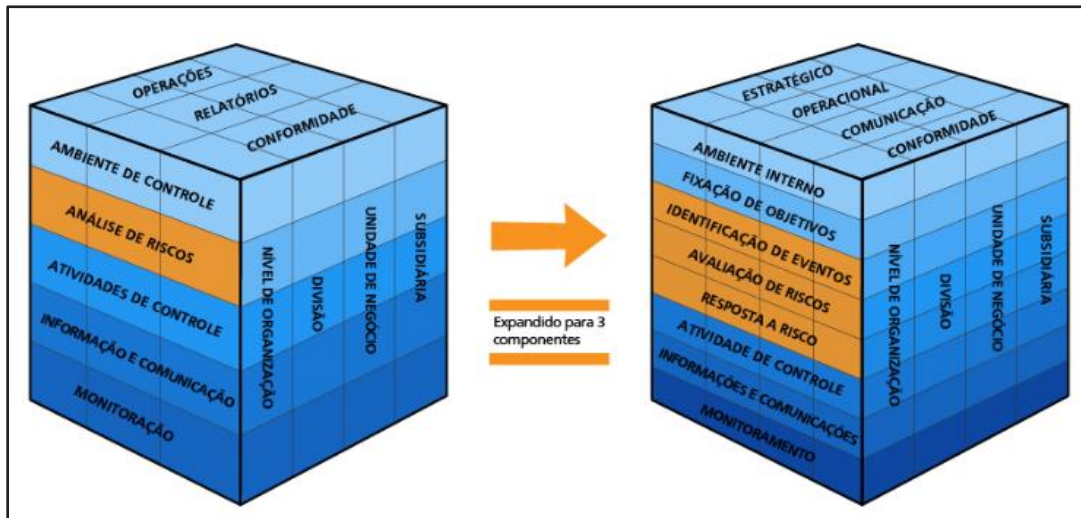 OPERAÇÕES
RELATÓRIOS
CONFORMIDADE
AMBIENTE DE CONTROLE
ANÁLISE DE RISCOS
ATIVIDADES DE CONTROLE
INFORMAÇÃO E COMUNICAÇÃO
MONITORAÇÃO
NÍVEL DE ORGANIZAÇÃO
DIVISÃO
UNIDADE DE NEGÓCIO
SUBSIDIÁRIA
Expandido para 3
componentes
ESTRATÉGICO
OPERACIONAL
COMUNICAÇÃO
CONFORMIDADE
AMBIENTE INTERNO
FIXAÇÃO DE OBJETIVOS
IDENTIFICAÇÃO DE EVENTOS
AVALIAÇÃO DE RISCOS
RESPOSTA A RISCO
ATIVIDADE DE CONTROLE
INFORMAÇÕES E COMUNICAÇÕES
MONITORAMENTO
NÍVEL DE ORGANIZAÇÃO
DIVISÃO
UNIDADE DE NEGÓCIO
SUBSIDIÁRIA